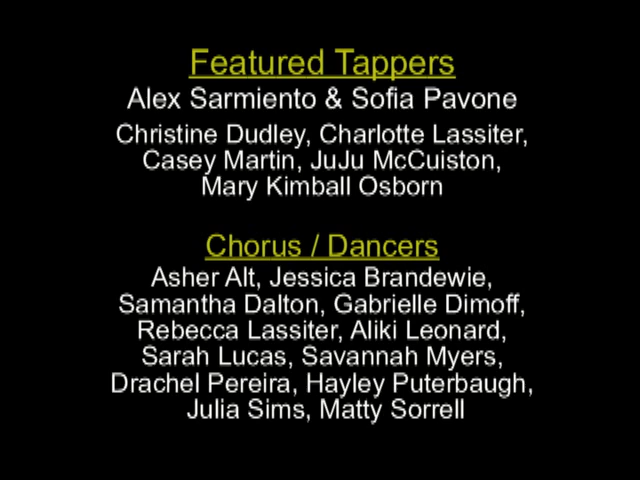 Featured Tappers
Alex Sarmiento & Sofia Pavone
Christine Dudley, Charlotte Lassiter,
Casey Martin, JuJu McCuiston,
Mary Kimball Osborn
Chorus / Dancers
Asher Alt, Jessica Brandewie,
Samantha Dalton, Gabrielle Dimoff,
Rebecca Lassiter, Aliki Leonard,
Sarah Lucas, Savannah Myers,
Drachel Pereira, Hayley Puterbaugh,
Julia Sims, Matty Sorrell